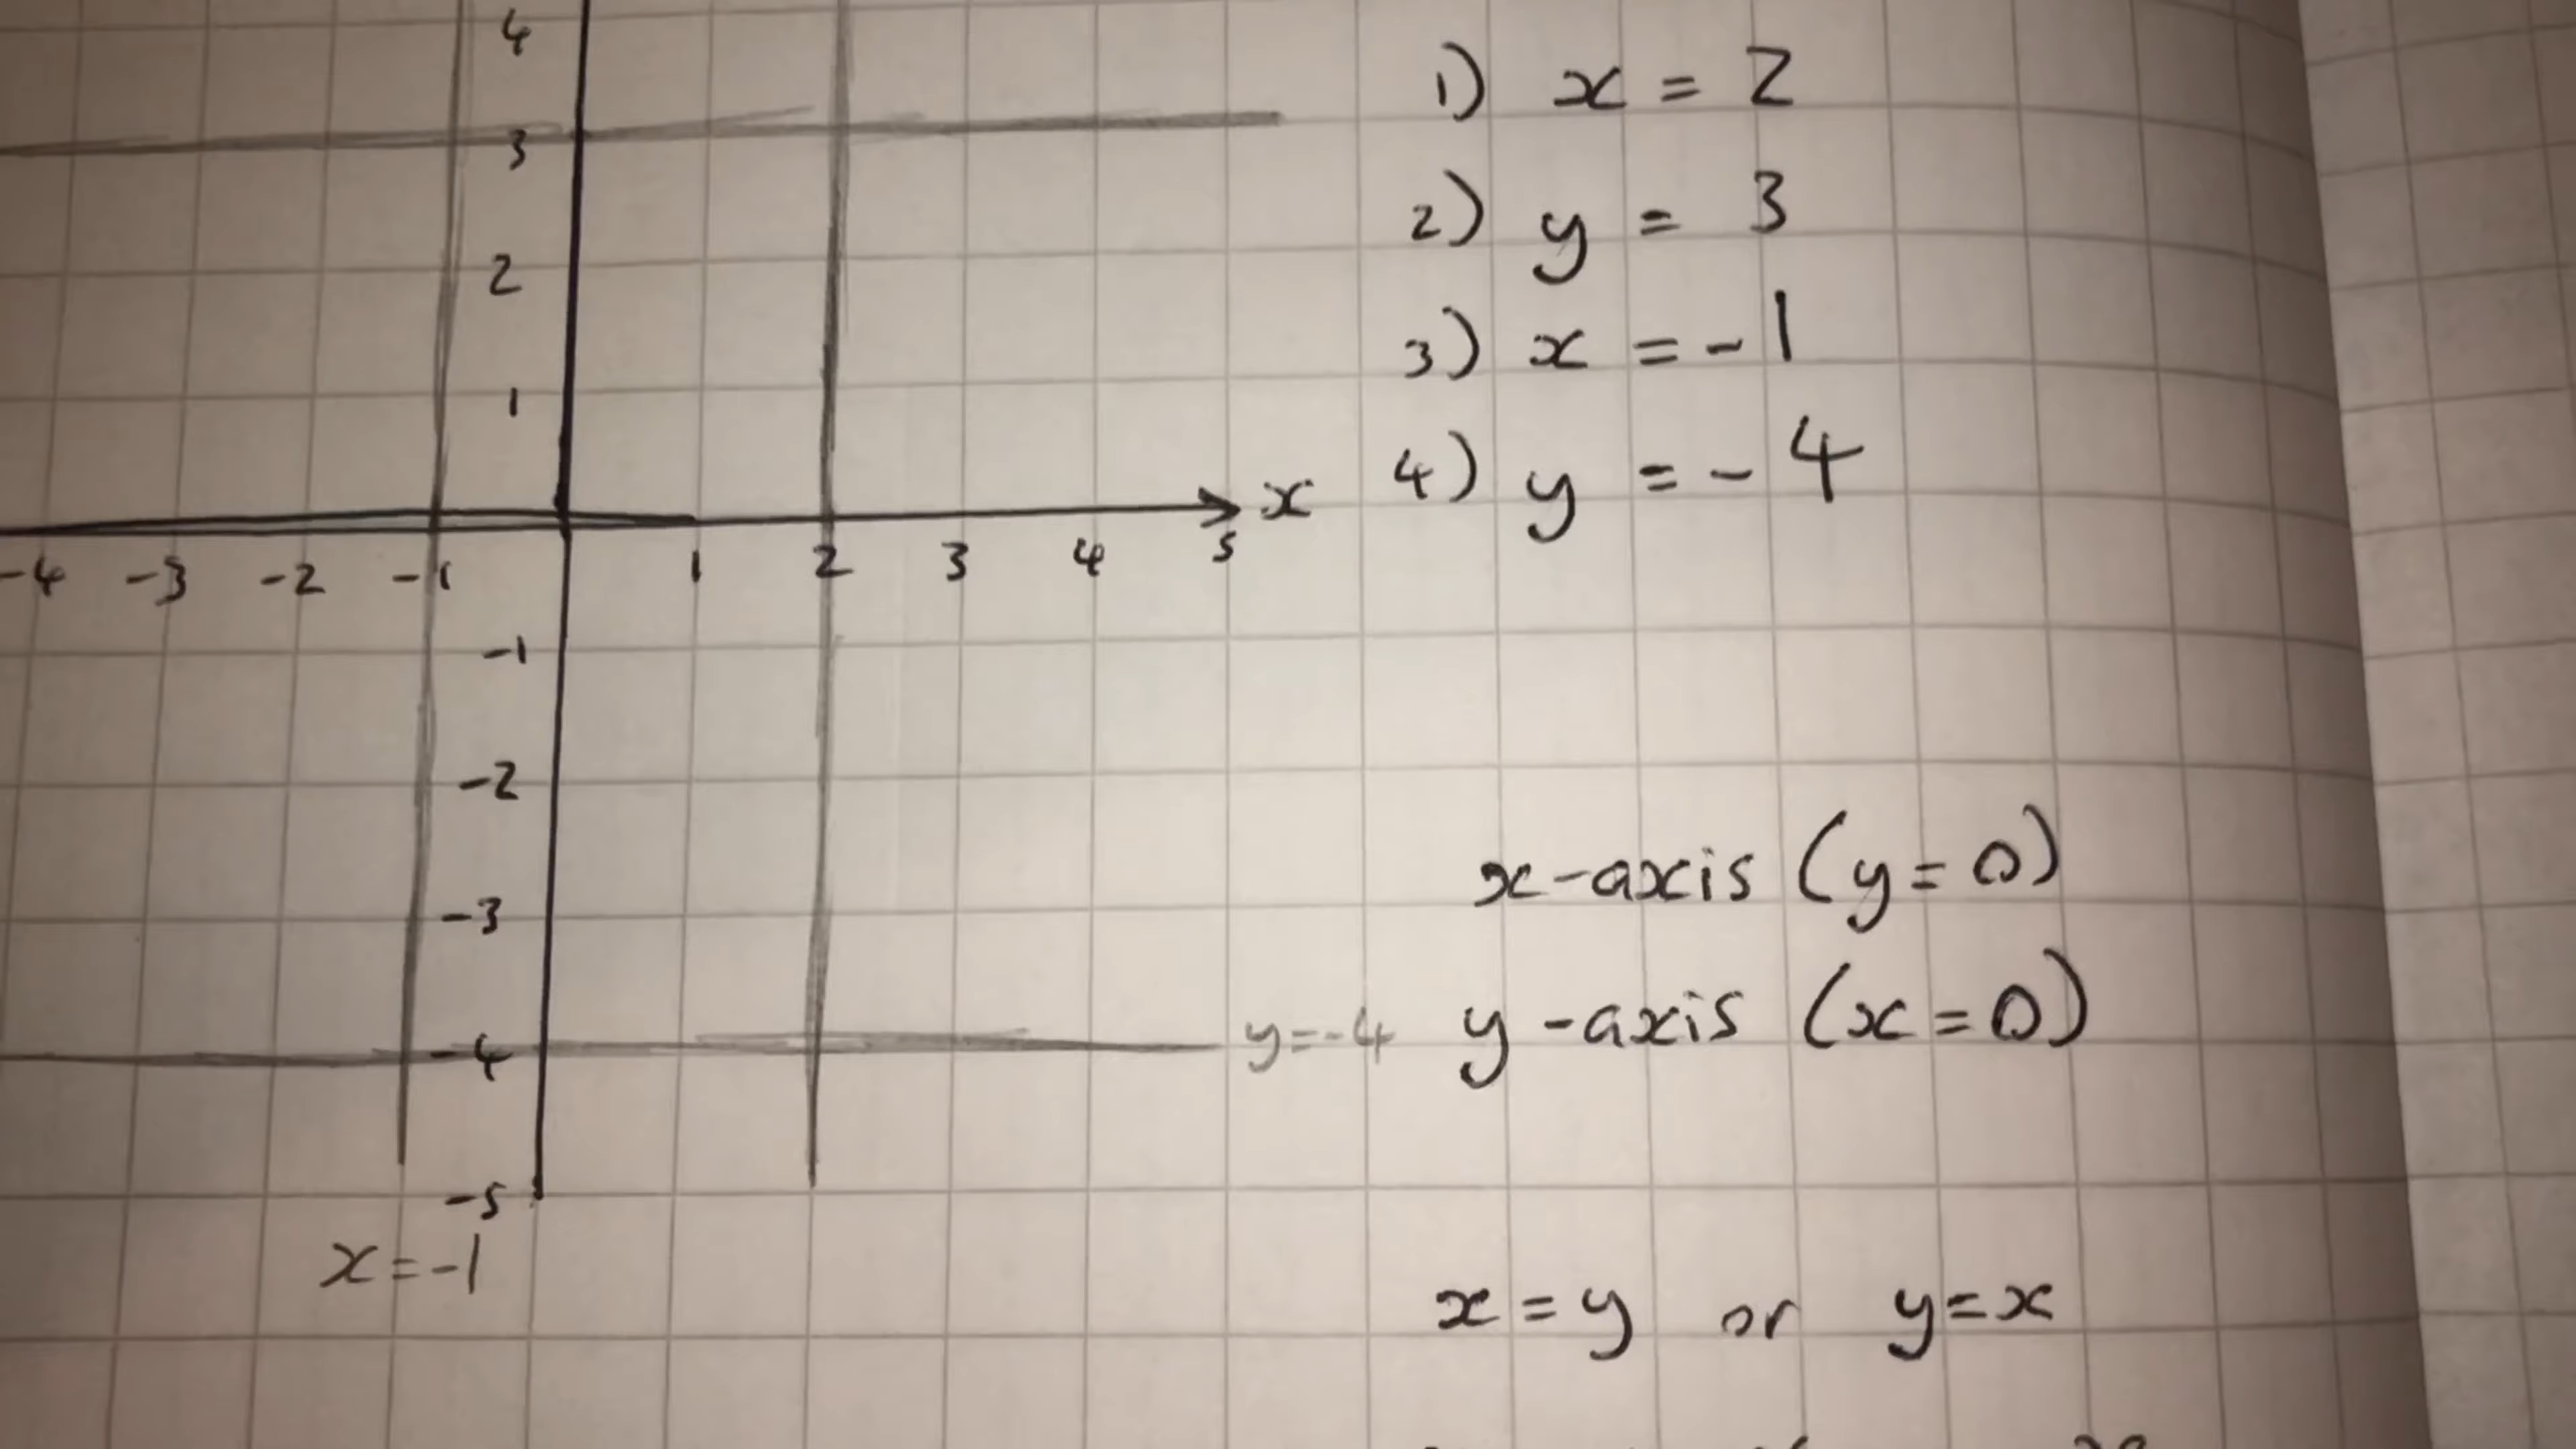 4
3
2
1
x
-4 -3 -2 -1 1 2 3 4 5
-1
-2
-3
-4
-5
y=-4
x=-1
1) x = 2
2) y = 3
3) x = -1
4) y = -4
x-axis (y=0)
y-axis (x=0)
x=y or y=x